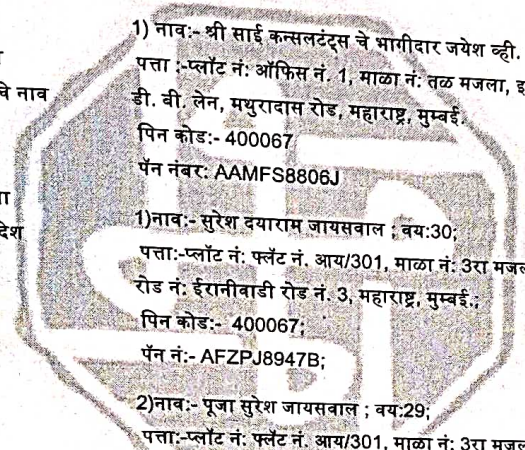 1) नाव:- श्री साई कन्सलटंट्स चे भागीदार जयेश व्ही.
पत्ता :-प्लॉट नं: ऑफिस नं. 1, माळा नं: तळ मजला, इ
नाव
डी. बी. लेन, मथुरादास रोड, महाराष्ट्र, मुम्बई.
पिन कोड:- 400067
पॅन नंबर: AAMFS8806J
1)नाव:- सुरेश दयाराम जायसवाल ; वय:30;
पत्ता:-प्लॉट नं: फ्लॅट नं. आय/301, माळा नं: 3रा मजल
रोड नं: ईरानीवाडी रोड नं. 3, महाराष्ट्र, मुम्बई.;
पिन कोड:- 400067;
पॅन नं:- AFZPJ8947B;
2)नाव:- पूजा सुरेश जायसवाल ; वय:29;
पत्ता:-प्लॉट नं: फ्लॅट नं. आय/301, माळा नं: 3रा मजल